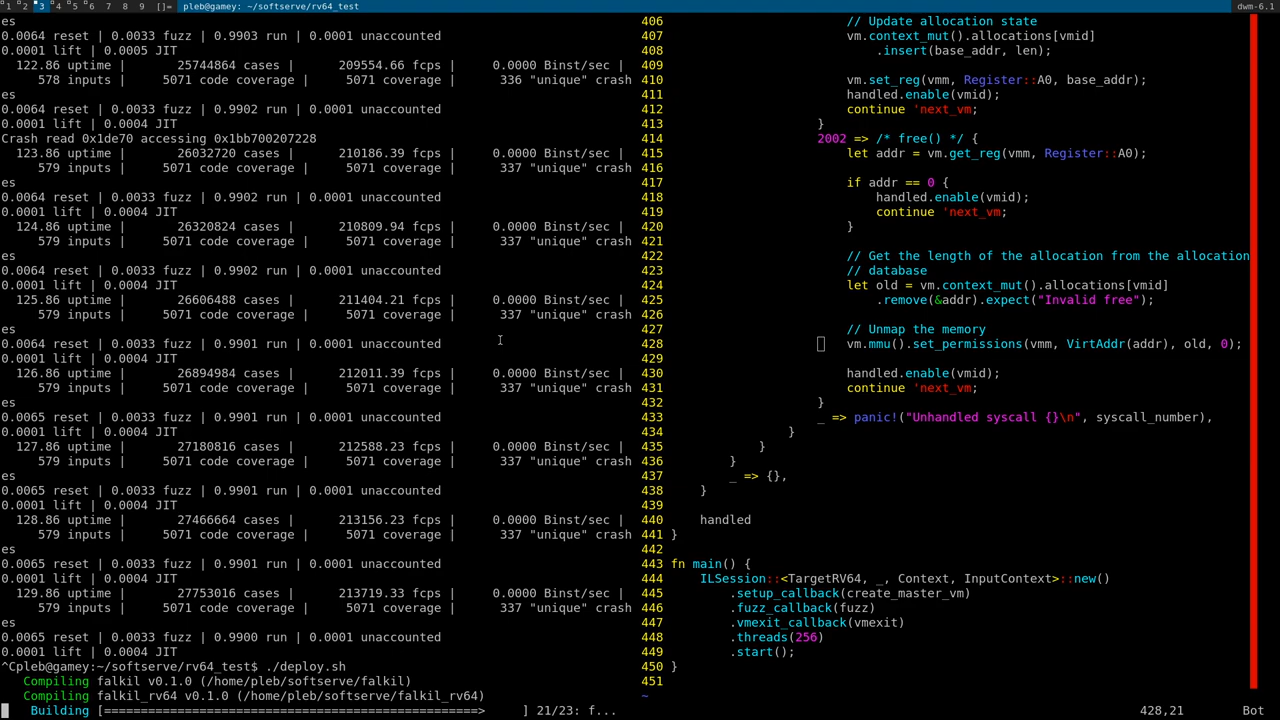 1 2 3 4 5 6 7 8 9 []= pleb@gamey: ~/softserve/rv64_test dwm-6.1
es
0.0064 reset | 0.0033 fuzz | 0.9903 run | 0.0001 unaccounted
0.0001 lift | 0.0005 JIT
122.86 uptime | 25744864 cases | 209554.66 fcps | 0.0000 Binst/sec |
578 inputs | 5071 code coverage | 5071 coverage | 336 "unique" crash
es
0.0064 reset | 0.0033 fuzz | 0.9902 run | 0.0001 unaccounted
0.0001 lift | 0.0004 JIT
Crash read 0x1de70 accessing 0x1bb700207228
123.86 uptime | 26032720 cases | 210186.39 fcps | 0.0000 Binst/sec |
579 inputs | 5071 code coverage | 5071 coverage | 337 "unique" crash
es
0.0064 reset | 0.0033 fuzz | 0.9902 run | 0.0001 unaccounted
0.0001 lift | 0.0004 JIT
124.86 uptime | 26320824 cases | 210809.94 fcps | 0.0000 Binst/sec |
579 inputs | 5071 code coverage | 5071 coverage | 337 "unique" crash
es
0.0064 reset | 0.0033 fuzz | 0.9902 run | 0.0001 unaccounted
0.0001 lift | 0.0004 JIT
125.86 uptime | 26606488 cases | 211404.21 fcps | 0.0000 Binst/sec |
579 inputs | 5071 code coverage | 5071 coverage | 337 "unique" crash
es
0.0064 reset | 0.0033 fuzz | 0.9901 run | 0.0001 unaccounted
0.0001 lift | 0.0004 JIT
126.86 uptime | 26894984 cases | 212011.39 fcps | 0.0000 Binst/sec |
579 inputs | 5071 code coverage | 5071 coverage | 337 "unique" crash
es
0.0065 reset | 0.0033 fuzz | 0.9901 run | 0.0001 unaccounted
0.0001 lift | 0.0004 JIT
127.86 uptime | 27180816 cases | 212588.23 fcps | 0.0000 Binst/sec |
579 inputs | 5071 code coverage | 5071 coverage | 337 "unique" crash
es
0.0065 reset | 0.0033 fuzz | 0.9901 run | 0.0001 unaccounted
0.0001 lift | 0.0004 JIT
128.86 uptime | 27466664 cases | 213156.23 fcps | 0.0000 Binst/sec |
579 inputs | 5071 code coverage | 5071 coverage | 337 "unique" crash
es
0.0065 reset | 0.0033 fuzz | 0.9901 run | 0.0001 unaccounted
0.0001 lift | 0.0004 JIT
129.86 uptime | 27753016 cases | 213719.33 fcps | 0.0000 Binst/sec |
579 inputs | 5071 code coverage | 5071 coverage | 337 "unique" crash
es
0.0065 reset | 0.0033 fuzz | 0.9900 run | 0.0001 unaccounted
0.0001 lift | 0.0004 JIT
^Cpleb@gamey:~/softserve/rv64_test$ ./deploy.sh
Compiling falkil v0.1.0 (/home/pleb/softserve/falkil)
Compiling falkil_rv64 v0.1.0 (/home/pleb/softserve/falkil_rv64)
Building [===================================================> ] 21/23: f...
406 // Update allocation state
407 vm.context_mut().allocations[vmid]
408 .insert(base_addr, len);
409
410 vm.set_reg(vmm, Register::A0, base_addr);
411 handled.enable(vmid);
412 continue 'next_vm;
413 }
414 2002 => /* free() */ {
415 let addr = vm.get_reg(vmm, Register::A0);
416
417 if addr == 0 {
418 handled.enable(vmid);
419 continue 'next_vm;
420 }
421
422 // Get the length of the allocation from the allocation
423 // database
424 let old = vm.context_mut().allocations[vmid]
425 .remove(&addr).expect("Invalid free");
426
427 // Unmap the memory
428 vm.mmu().set_permissions(vmm, VirtAddr(addr), old, 0);
429
430 handled.enable(vmid);
431 continue 'next_vm;
432 }
433 _ => panic!("Unhandled syscall {}\n", syscall_number),
434 }
435 }
436 }
437 _ => {},
438 }
439
440 handled
441 }
442
443 fn main() {
444 ILSession::<TargetRV64, _, Context, InputContext>::new()
445 .setup_callback(create_master_vm)
446 .fuzz_callback(fuzz)
447 .vmexit_callback(vmexit)
448 .threads(256)
449 .start();
450 }
451
~
428,21 Bot